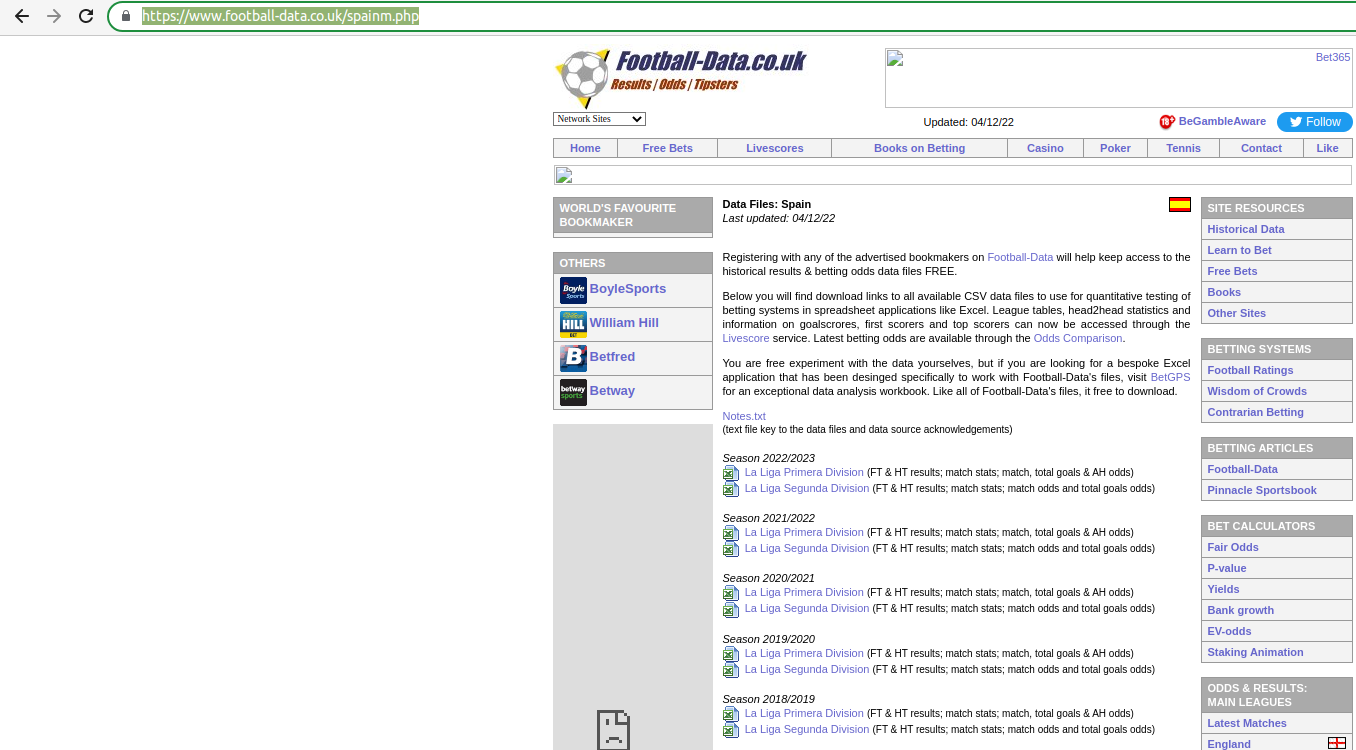 https://www.football-data.co.uk/spainm.php
Football-Data.co.uk
Results / Odds / Tipsters
Bet365
Network Sites
Updated: 04/12/22
18+ BeGambleAware
Follow
Home Free Bets Livescores Books on Betting Casino Poker Tennis Contact Like
WORLD'S FAVOURITE
BOOKMAKER
OTHERS
Boyle
Sports
BoyleSports
William
HILL
BET
William Hill
B
Betfred
betway
sports
Betway
Data Files: Spain
Last updated: 04/12/22
Registering with any of the advertised bookmakers on Football-Data will help keep access to the
historical results & betting odds data files FREE.
Below you will find download links to all available CSV data files to use for quantitative testing of
betting systems in spreadsheet applications like Excel. League tables, head2head statistics and
information on goalscrores, first scorers and top scorers can now be accessed through the
Livescore service. Latest betting odds are available through the Odds Comparison.
You are free experiment with the data yourselves, but if you are looking for a bespoke Excel
application that has been desinged specifically to work with Football-Data's files, visit BetGPS
for an exceptional data analysis workbook. Like all of Football-Data's files, it free to download.
Notes.txt
(text file key to the data files and data source acknowledgements)
Season 2022/2023
La Liga Primera Division (FT & HT results; match stats; match, total goals & AH odds)
La Liga Segunda Division (FT & HT results; match stats; match odds and total goals odds)
Season 2021/2022
La Liga Primera Division (FT & HT results; match stats; match, total goals & AH odds)
La Liga Segunda Division (FT & HT results; match stats; match odds and total goals odds)
Season 2020/2021
La Liga Primera Division (FT & HT results; match stats; match, total goals & AH odds)
La Liga Segunda Division (FT & HT results; match stats; match odds and total goals odds)
Season 2019/2020
La Liga Primera Division (FT & HT results; match stats; match, total goals & AH odds)
La Liga Segunda Division (FT & HT results; match stats; match odds and total goals odds)
Season 2018/2019
La Liga Primera Division (FT & HT results; match stats; match, total goals & AH odds)
La Liga Segunda Division (FT & HT results; match stats; match odds and total goals odds)
SITE RESOURCES
Historical Data
Learn to Bet
Free Bets
Books
Other Sites
BETTING SYSTEMS
Football Ratings
Wisdom of Crowds
Contrarian Betting
BETTING ARTICLES
Football-Data
Pinnacle Sportsbook
BET CALCULATORS
Fair Odds
P-value
Yields
Bank growth
EV-odds
Staking Animation
ODDS & RESULTS:
MAIN LEAGUES
Latest Matches
England